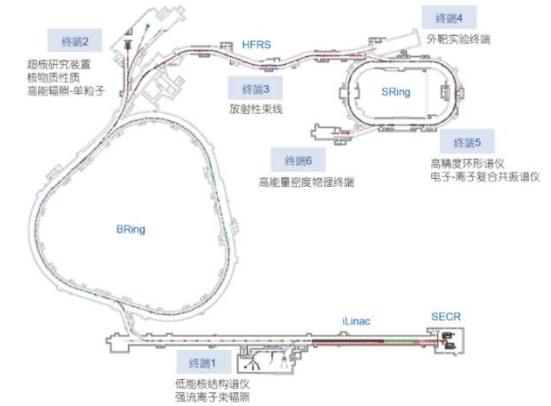 终端4
外靶实验终端
终端2
超核研究装置
核物质性质
高能辐照-单粒子
HFRS
终端3
放射性束线
SRing
终端6
高能量密度物理终端
终端5
高精度环形谱仪
电子-离子复合共振谱仪
BRing
iLinac
SECR
终端1
低能核结构谱仪
强流离子束辐照